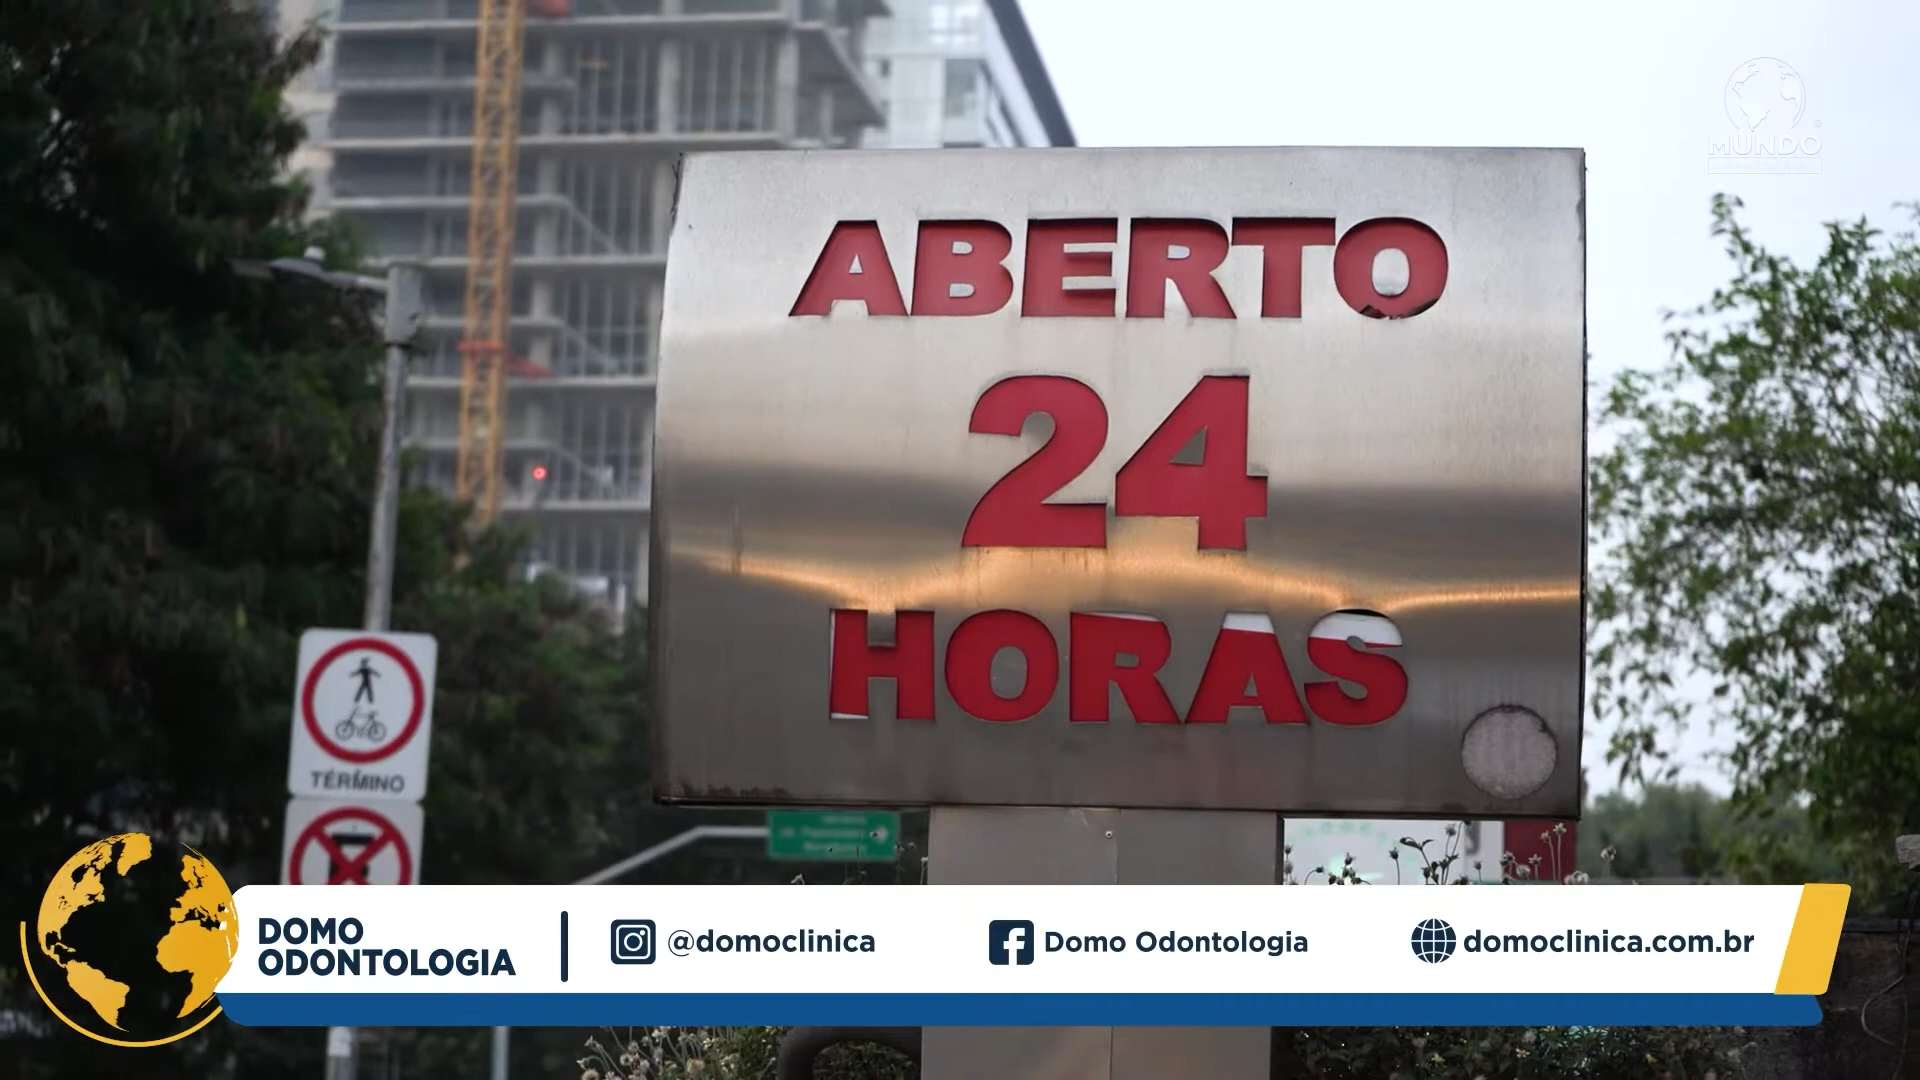 MUNDO
ABERTO
24
HORAS
TÉRMINO
DOMO
ODONTOLOGIA
@domoclinica
Domo Odontologia
domoclinica.com.br